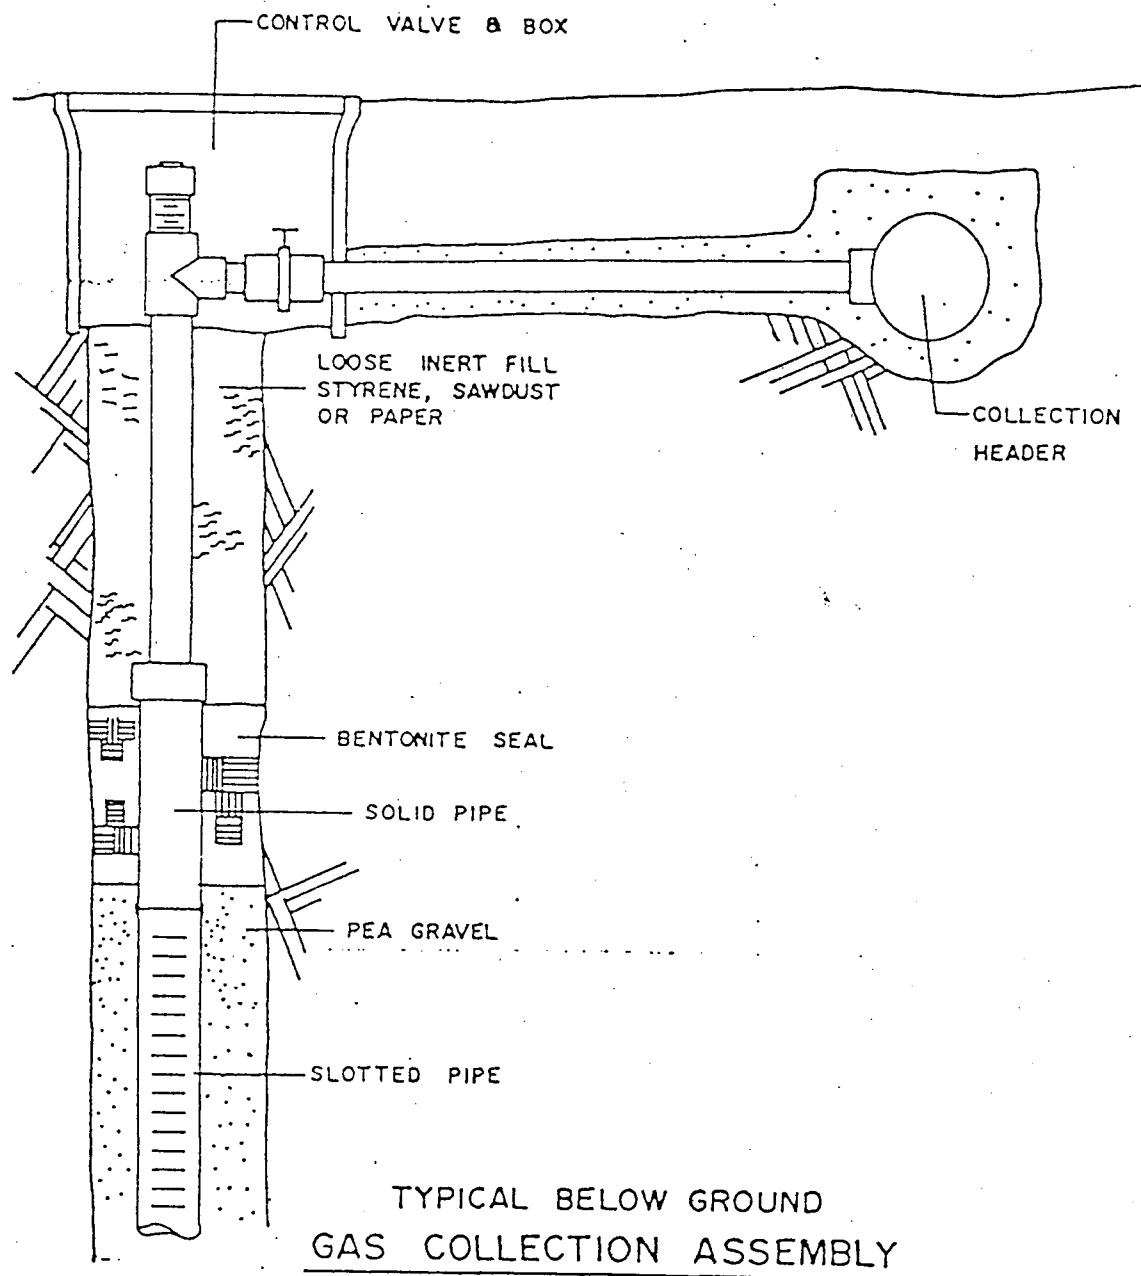 CONTROL VALVE & BOX
LOOSE INERT FILL
STYRENE, SAWDUST
OR PAPER
COLLECTION
HEADER
BENTONITE SEAL
SOLID PIPE
PEA GRAVEL
SLOTTED PIPE
TYPICAL BELOW GROUND
GAS COLLECTION ASSEMBLY